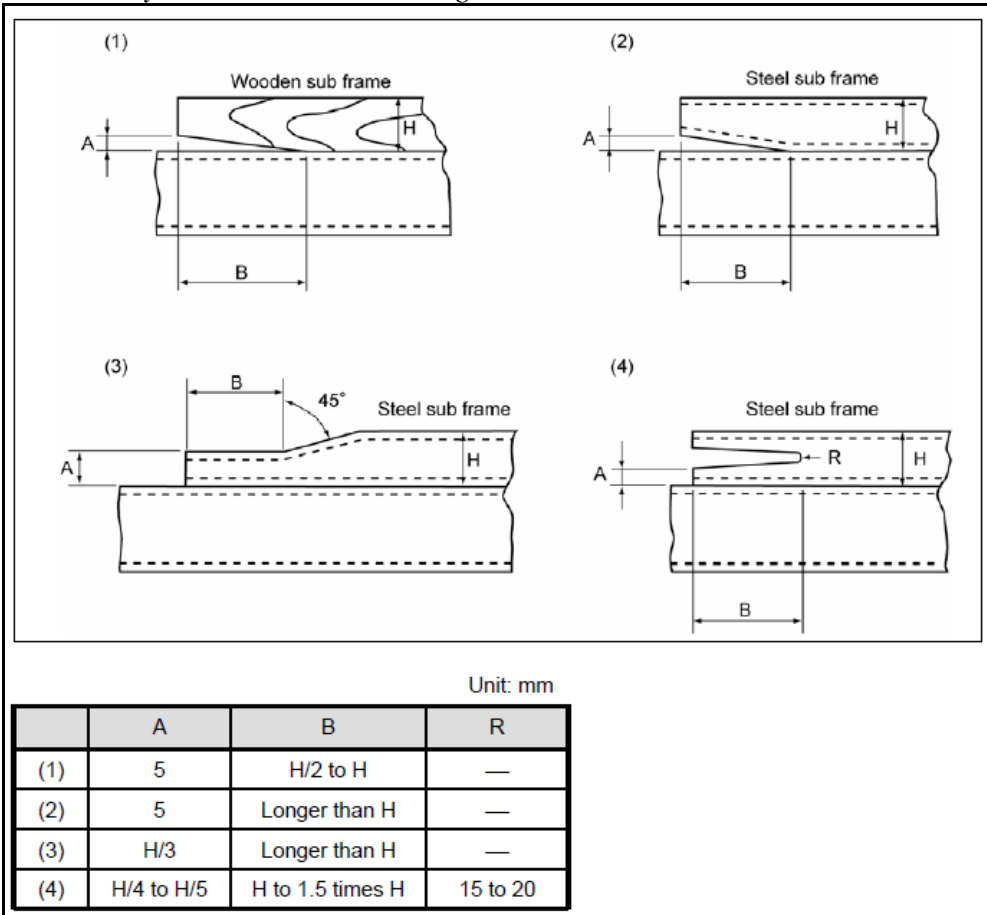 (1)
Wooden sub frame
A
H
B
(2)
Steel sub frame
A
H
B
(3)
B
45°
Steel sub frame
A
H
(4)
Steel sub frame
A
R
H
B
Unit: mm
A B R
(1) 5 H/2 to H —
(2) 5 Longer than H —
(3) H/3 Longer than H —
(4) H/4 to H/5 H to 1.5 times H 15 to 20